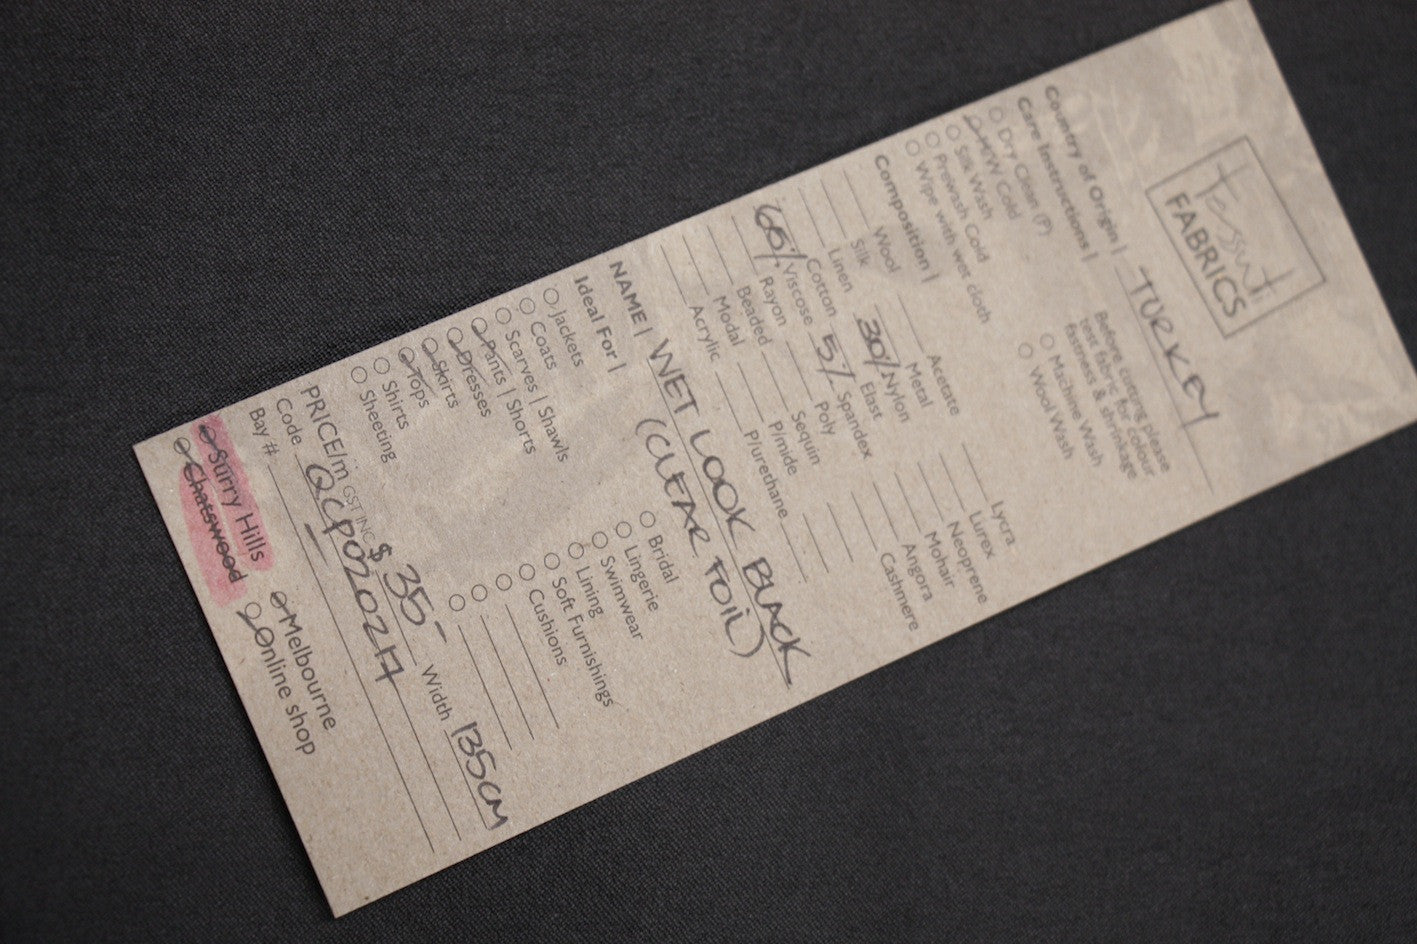 tessuti
FABRICS
Country of Origin | TURKEY
Care Instructions |
Dry Clean (P)
H/W Cold
Silk Wash
Prewash Cold
Wipe with wet cloth
Before cutting please
test fabric for colour
fastness & shrinkage
Machine Wash
Wool Wash
Composition |
Wool Acetate Lycra
Silk Metal Lurex
Linen 30% Nylon Neoprene
Cotton Elast Mohair
Viscose 5% Spandex Angora
Rayon Poly Cashmere
Beaded Sequin
Modal P/mide
Acrylic P/urethane
NAME | WET LOOK BLACK
(CLEAR FOIL)
Ideal For |
Jackets Bridal
Coats Lingerie
Scarves | Shawls Swimwear
Pants | Shorts Lining
Dresses Soft Furnishings
Skirts Cushions
Tops
Shirts
Sheeting
PRICE/m GST INC $35- Width 135cm
Code
Bay #
Surry Hills Melbourne
Chatswood Online shop